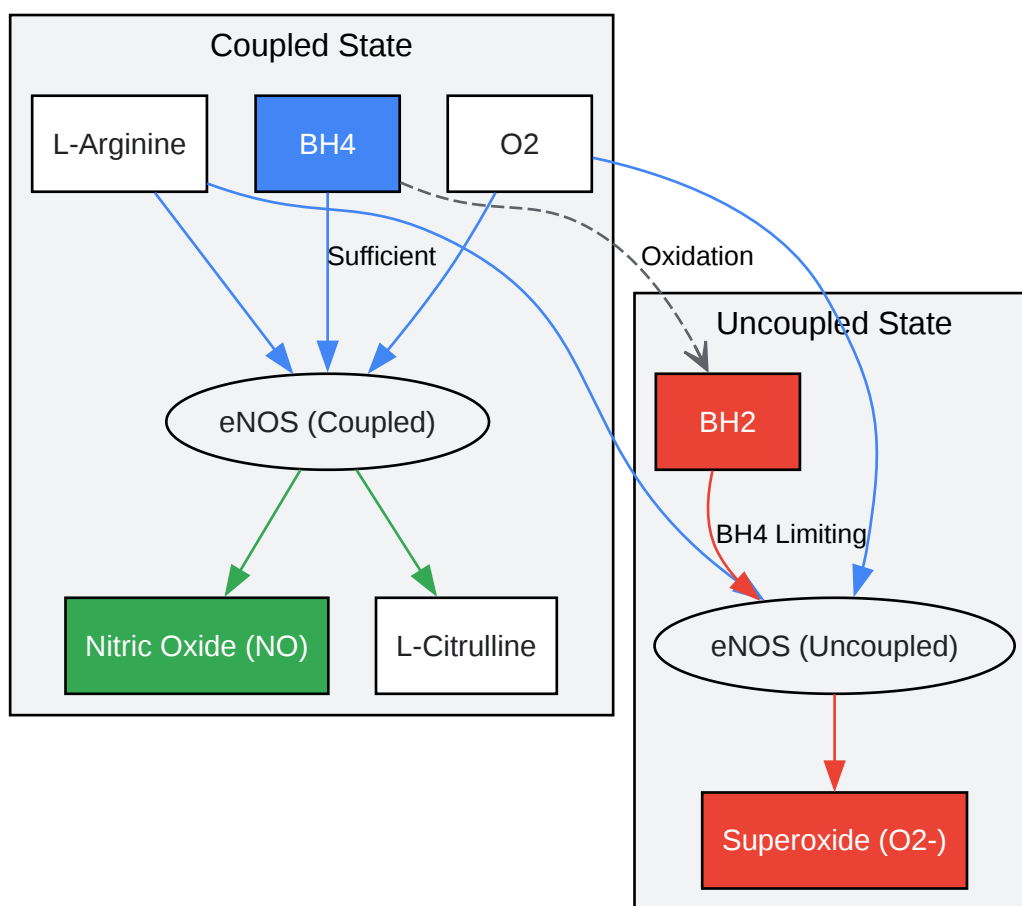 Coupled State
L-Arginine
BH4
O2
Sufficient
Oxidation
Uncoupled State
BH2
eNOS (Coupled)
BH4 Limiting
Nitric Oxide (NO)
L-Citrulline
eNOS (Uncoupled)
Superoxide (O2-)